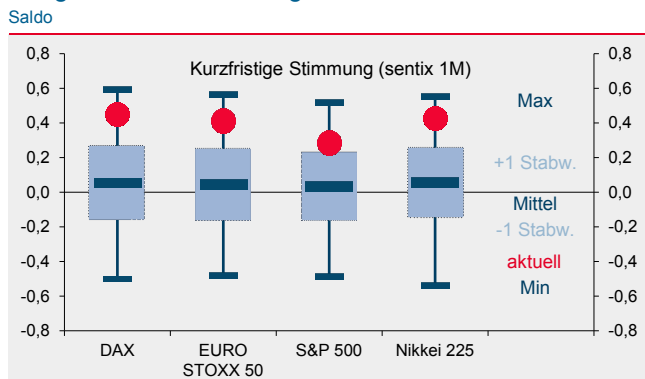 Saldo
Kurzfristige Stimmung (sentix 1M)
0,8 0,8
0,6 0,6
0,4 0,4
0,2 0,2
0,0 0,0
-0,2 -0,2
-0,4 -0,4
-0,6 -0,6
-0,8 -0,8
Max
+1 Stabw.
Mittel
-1 Stabw.
aktuell
Min
DAX
EURO
STOXX 50
S&P 500
Nikkei 225